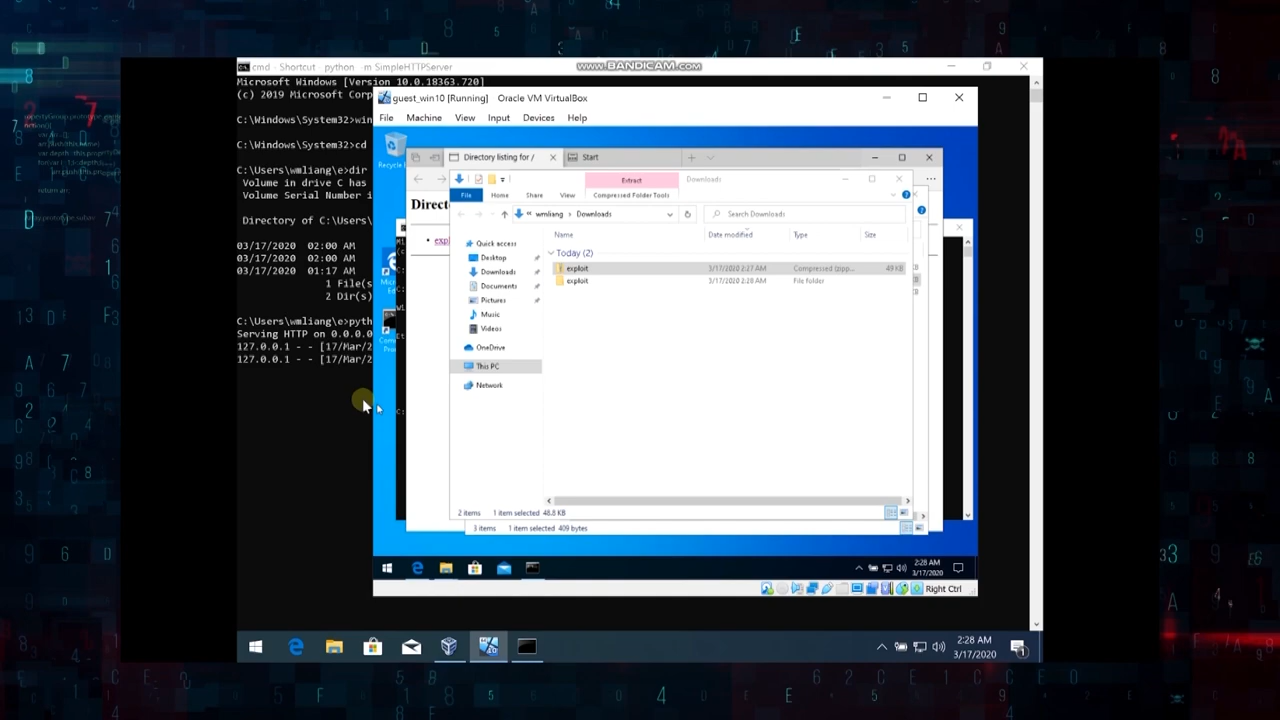 cmd - Shortcut - python -m SimpleHTTPServer
www.BANDICAM.com
Microsoft Windows [Version 10.0.18363.720]
(c) 2019 Microsoft Corp
C:\Windows\System32>win
C:\Windows\System32>cd
C:\Users\wmliang\e>dir
Volume in drive C has
Volume Serial Number i
Directory of C:\Users\
03/17/2020 02:00 AM
03/17/2020 02:00 AM
03/17/2020 01:17 AM
1 File(s
2 Dir(s)
C:\Users\wmliang\e>pyth
Serving HTTP on 0.0.0.0
127.0.0.1 - - [17/Mar/2
127.0.0.1 - - [17/Mar/2
guest_win10 [Running] Oracle VM VirtualBox
File Machine View Input Devices Help
Recycle
Directory listing for / Start
Extract Downloads
File Home Share View Compressed Folder Tools
Direct
expl
« wmliang › Downloads
Search Downloads
Name Date modified Type Size
Quick access
Desktop
Downloads
Documents
Pictures
Music
Videos
OneDrive
This PC
Network
Today (2)
exploit 3/17/2020 2:27 AM Compressed (zipp... 49 KB
exploit 3/17/2020 2:28 AM File folder
2 items 1 item selected 48.8 KB
3 items 1 item selected 409 bytes
2:28 AM
3/17/2020
Right Ctrl
2:28 AM
3/17/2020